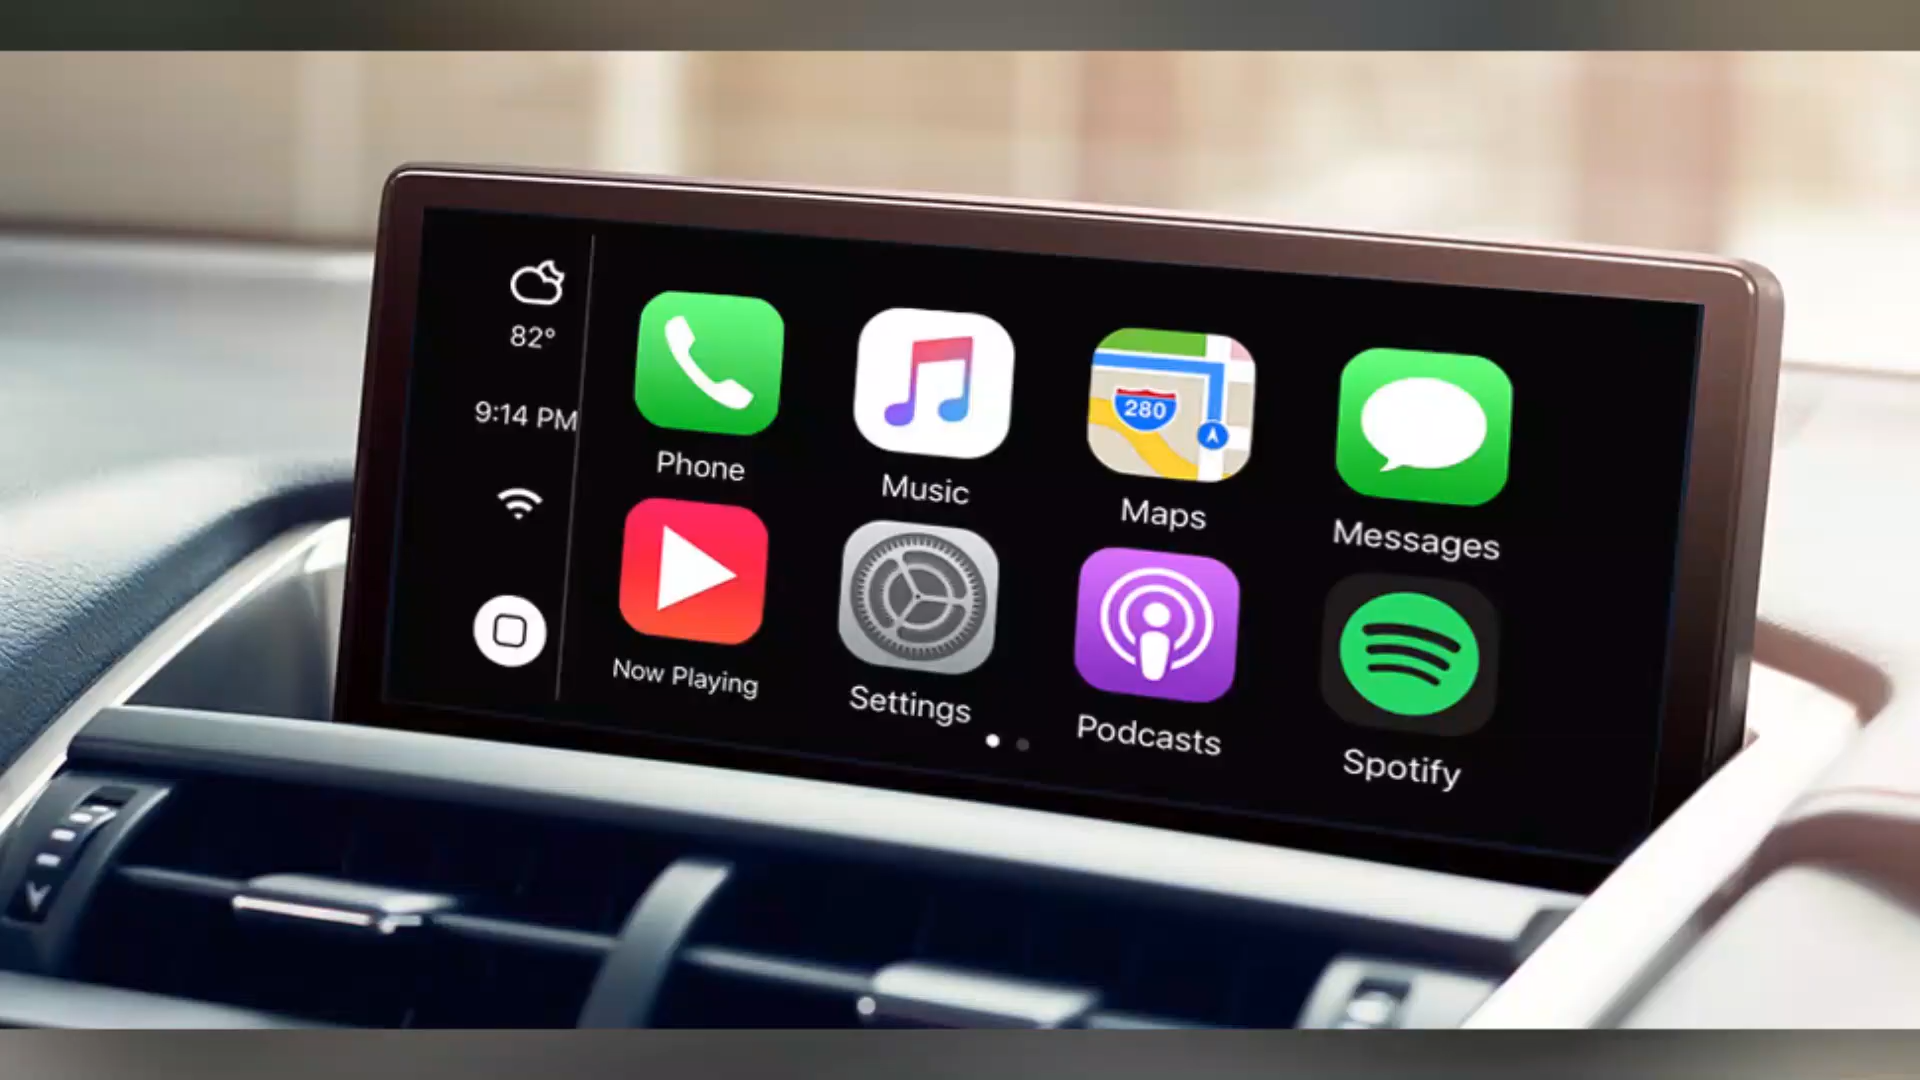 82°
9:14 PM
Phone
Music
280
Maps
Messages
Now Playing
Settings
Podcasts
Spotify